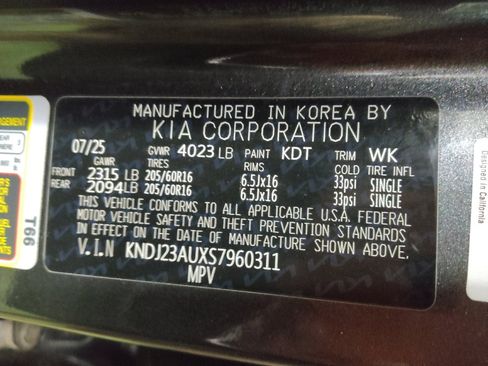 MANUFACTURED IN KOREA BY
KIA CORPORATION
07/25 GVWR 4023 LB PAINT KDT TRIM WK
GAWR TIRES RIMS COLD TIRE INFL
FRONT 2315 LB 205/60R16 6.5Jx16 33psi SINGLE
REAR 2094 LB 205/60R16 6.5Jx16 33psi SINGLE
THIS VEHICLE CONFORMS TO ALL APPLICABLE U.S.A. FEDERAL
MOTOR VEHICLE SAFETY AND THEFT PREVENTION STANDARDS
IN EFFECT ON THE DATE OF MANUFACTURE SHOWN ABOVE.
V.I.N KNDJ23AUXS7960311
MPV
T66
Designed in California